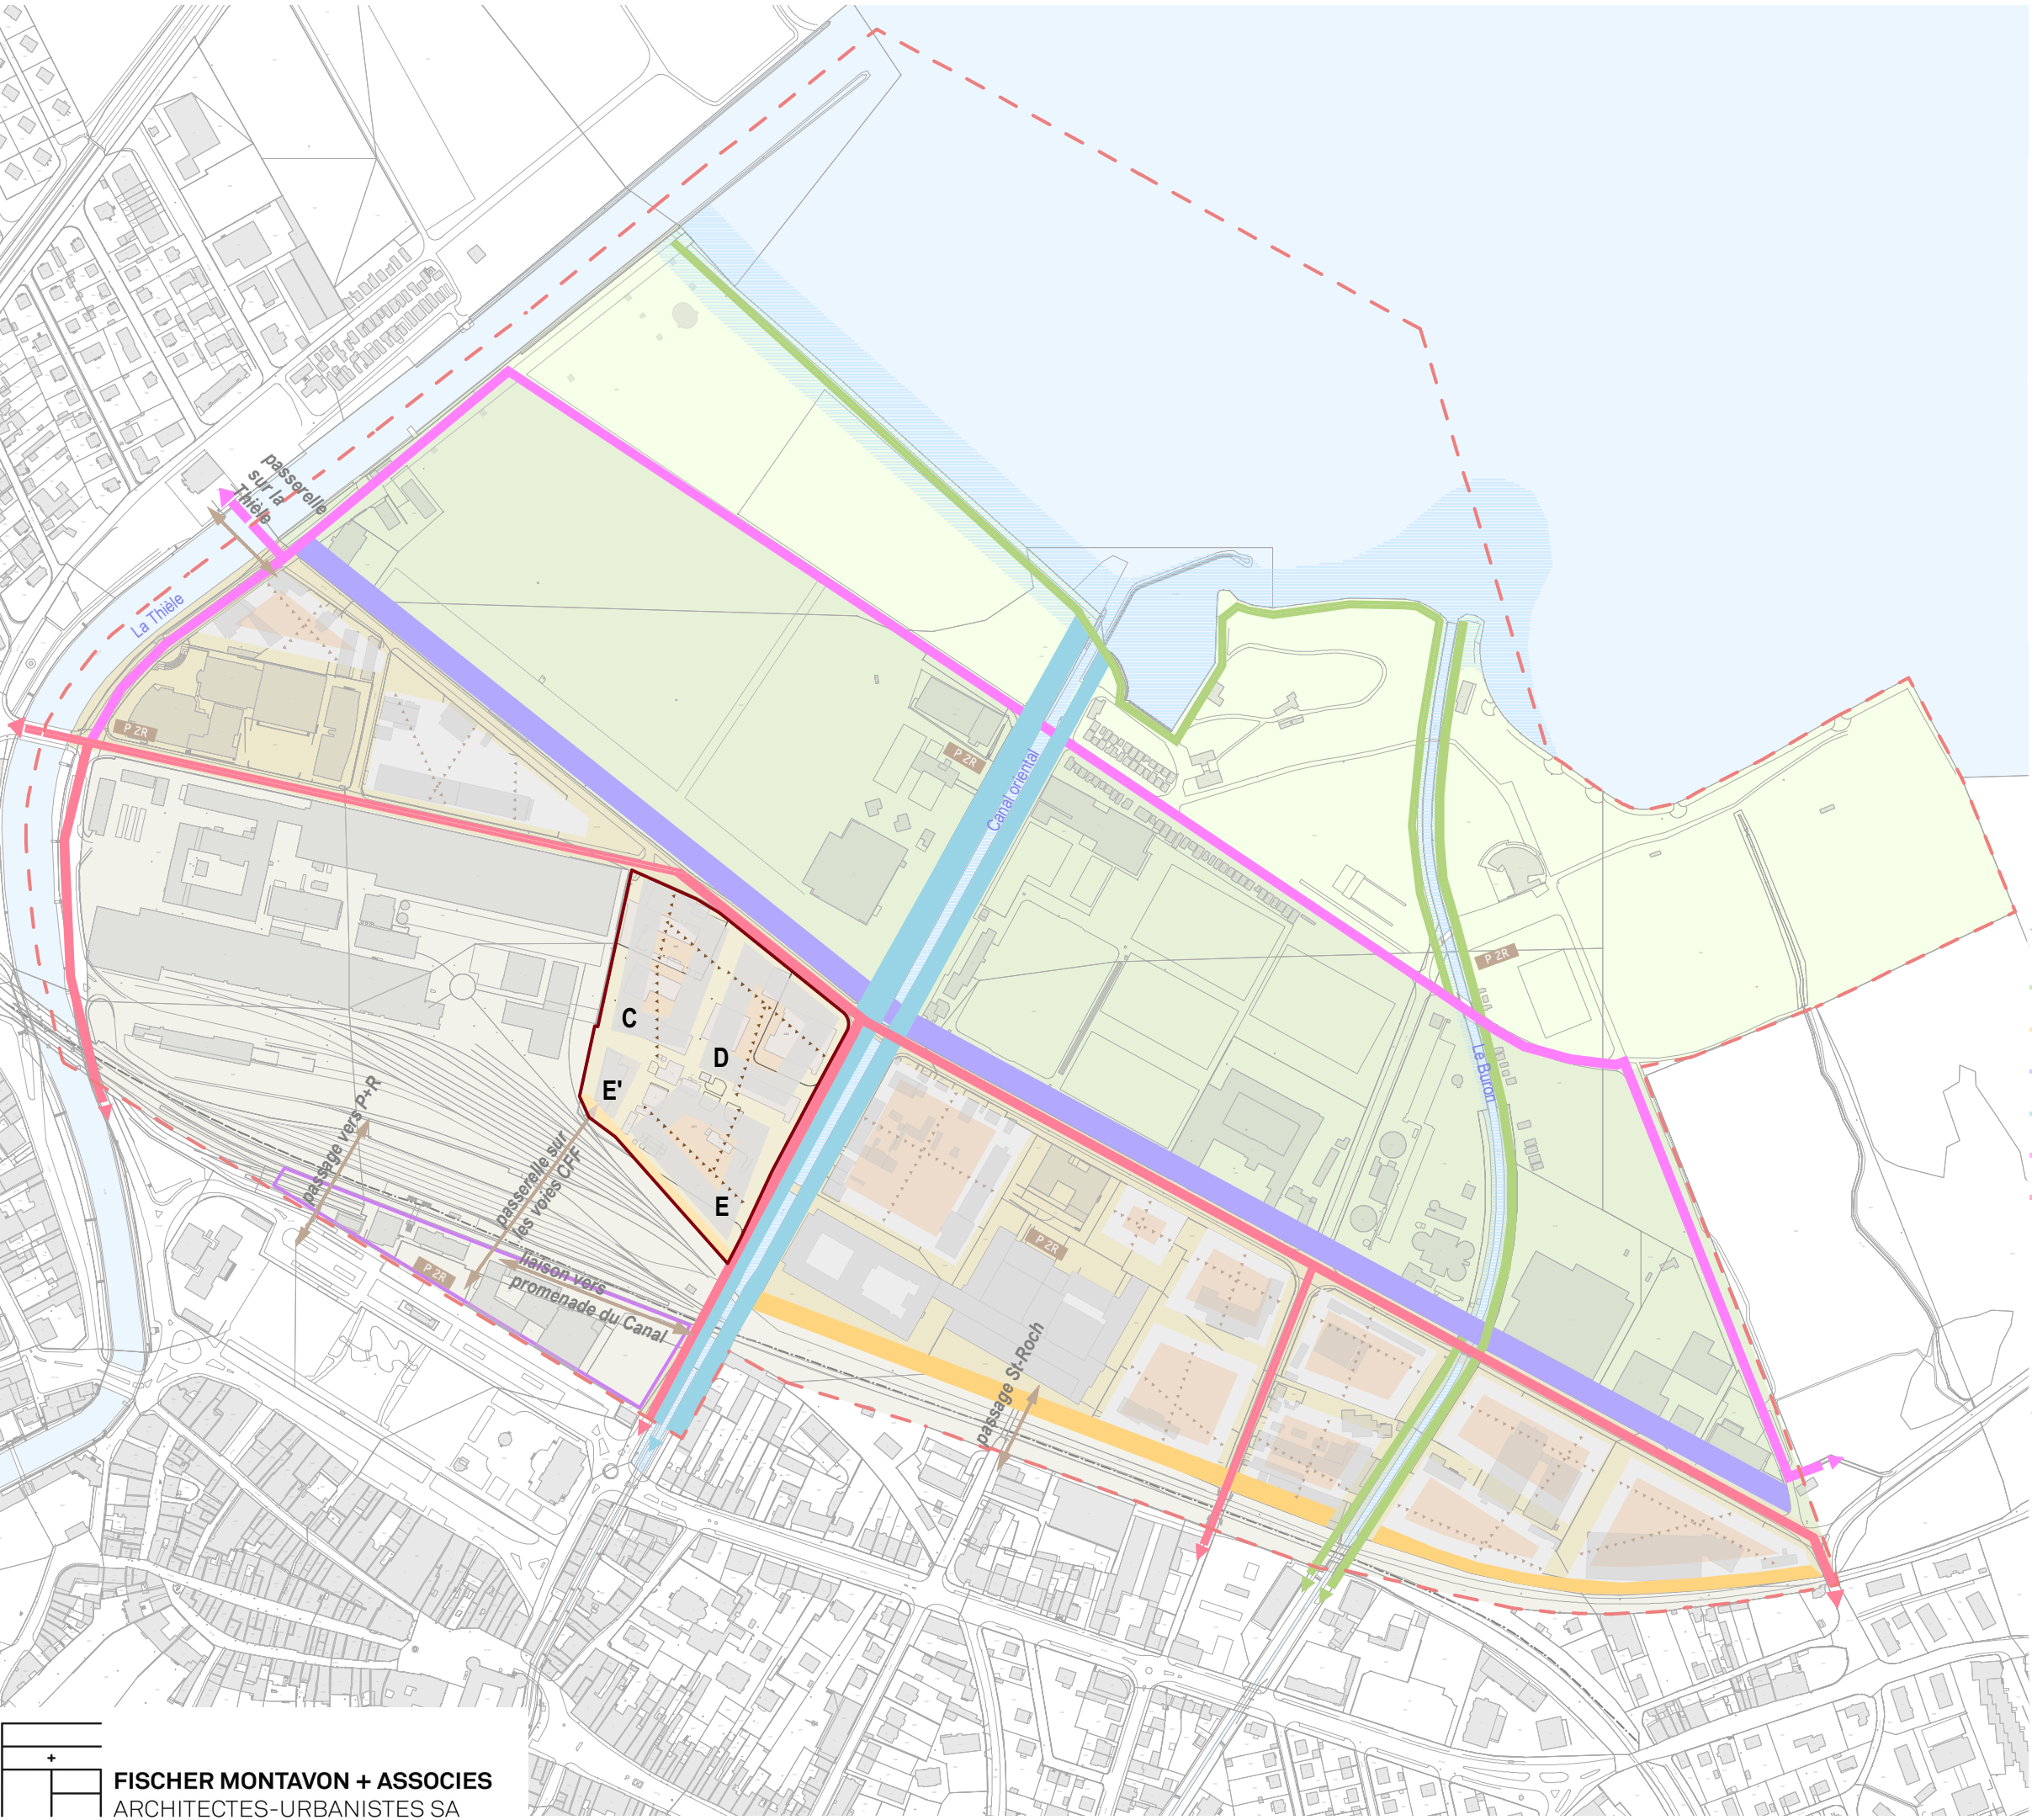 passerelle
sur la
Thièle
La Thièle
P 2R
P 2R
Canal oriental
P 2R
C
D
E'
E
Le Buron
passage vers P+R
passerelle sur
les voies CFF
P 2R
liaison vers
promenade du Canal
P 2R
passage St-Roch
FISCHER MONTAVON + ASSOCIES
ARCHITECTES-URBANISTES SA